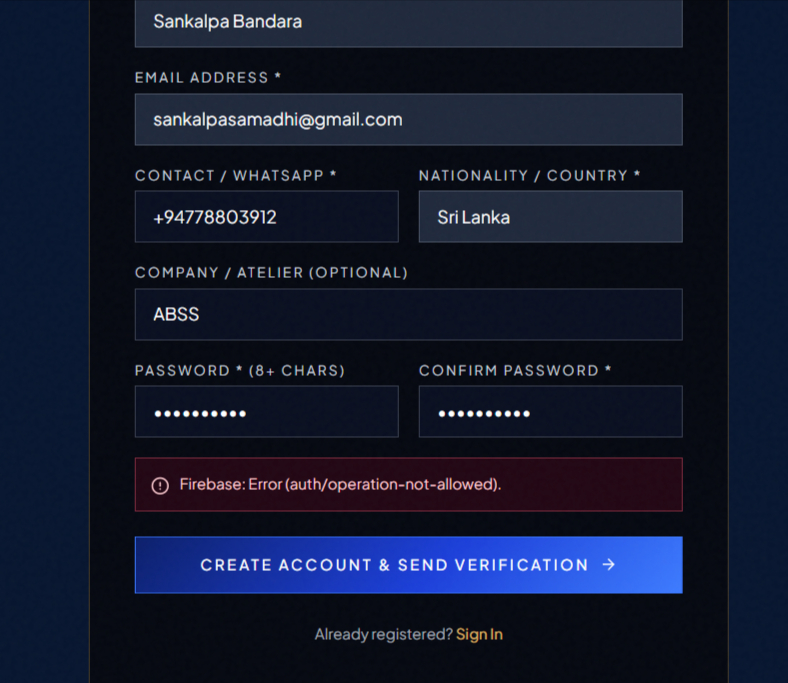 Sankalpa Bandara
EMAIL ADDRESS *
sankalpasamadhi@gmail.com
CONTACT / WHATSAPP *
NATIONALITY / COUNTRY *
+94778803912
Sri Lanka
COMPANY / ATELIER (OPTIONAL)
ABSS
PASSWORD * (8+ CHARS)
CONFIRM PASSWORD *
••••••••••
••••••••••
Firebase: Error (auth/operation-not-allowed).
CREATE ACCOUNT & SEND VERIFICATION →
Already registered? Sign In